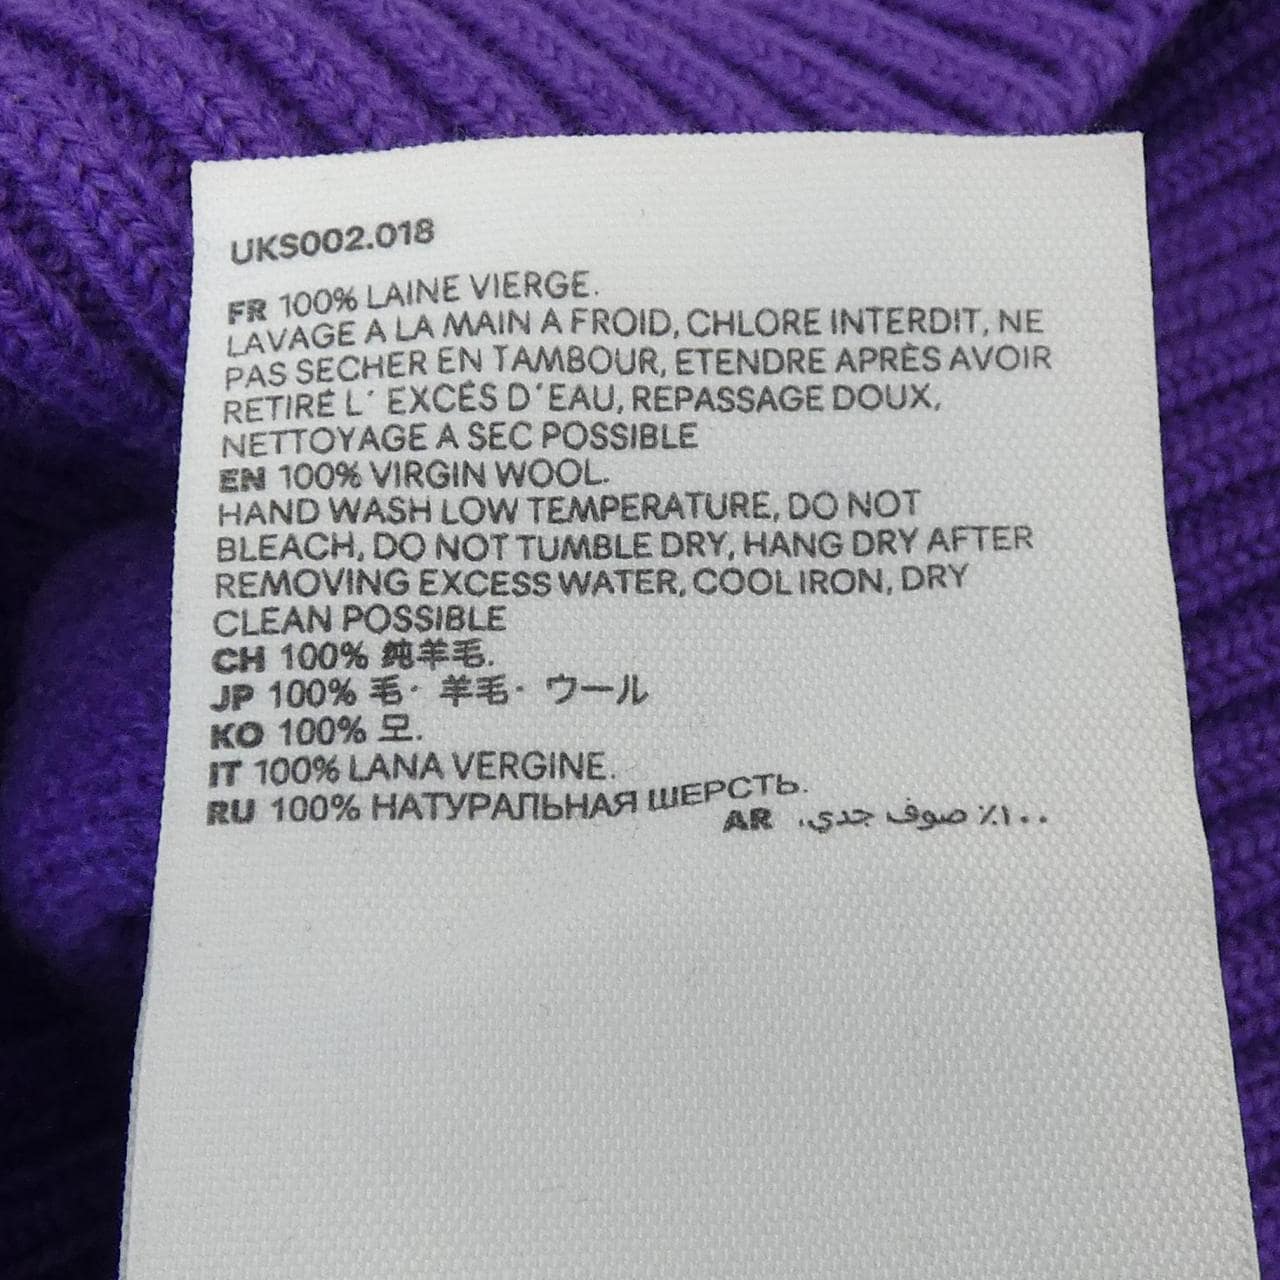 UKS002.018
FR 100% LAINE VIERGE.
LAVAGE A LA MAIN A FROID, CHLORE INTERDIT, NE
PAS SECHER EN TAMBOUR, ETENDRE APRÈS AVOIR
RETIRÉ L' EXCÉS D'EAU, REPASSAGE DOUX,
NETTOYAGE A SEC POSSIBLE
EN 100% VIRGIN WOOL.
HAND WASH LOW TEMPERATURE, DO NOT
BLEACH, DO NOT TUMBLE DRY, HANG DRY AFTER
REMOVING EXCESS WATER, COOL IRON, DRY
CLEAN POSSIBLE
CH 100% 纯羊毛.
JP 100% 毛· 羊毛· ウール
KO 100% 모.
IT 100% LANA VERGINE.
RU 100% НАТУРАЛЬНАЯ ШЕРСТЬ.
AR ١٠٠٪ صوف جدي.